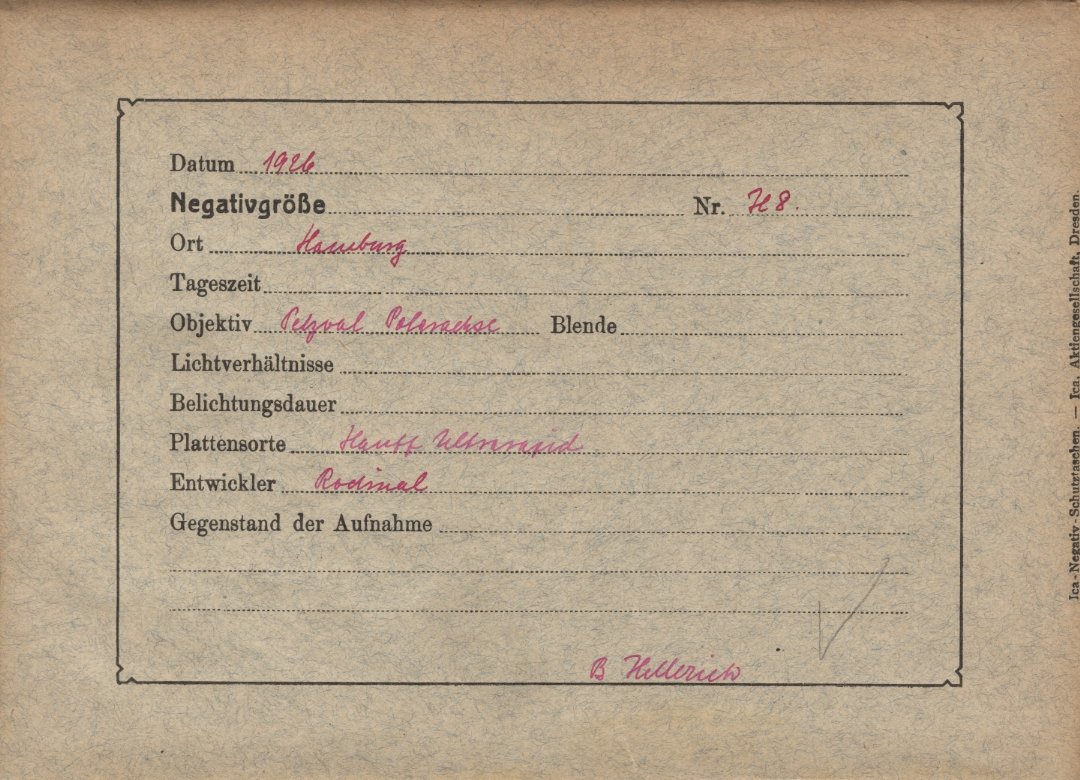 Datum 1926
Negativgröße Nr. H 8.
Ort Hamburg
Tageszeit
Objektiv Petzval Polarachse Blende
Lichtverhältnisse
Belichtungsdauer
Plattensorte Hauff Ultrarapid
Entwickler Rodinal
Gegenstand der Aufnahme
B Hellerich
Ica-Negativ-Schutztaschen. — Ica, Aktiengesellschaft, Dresden.